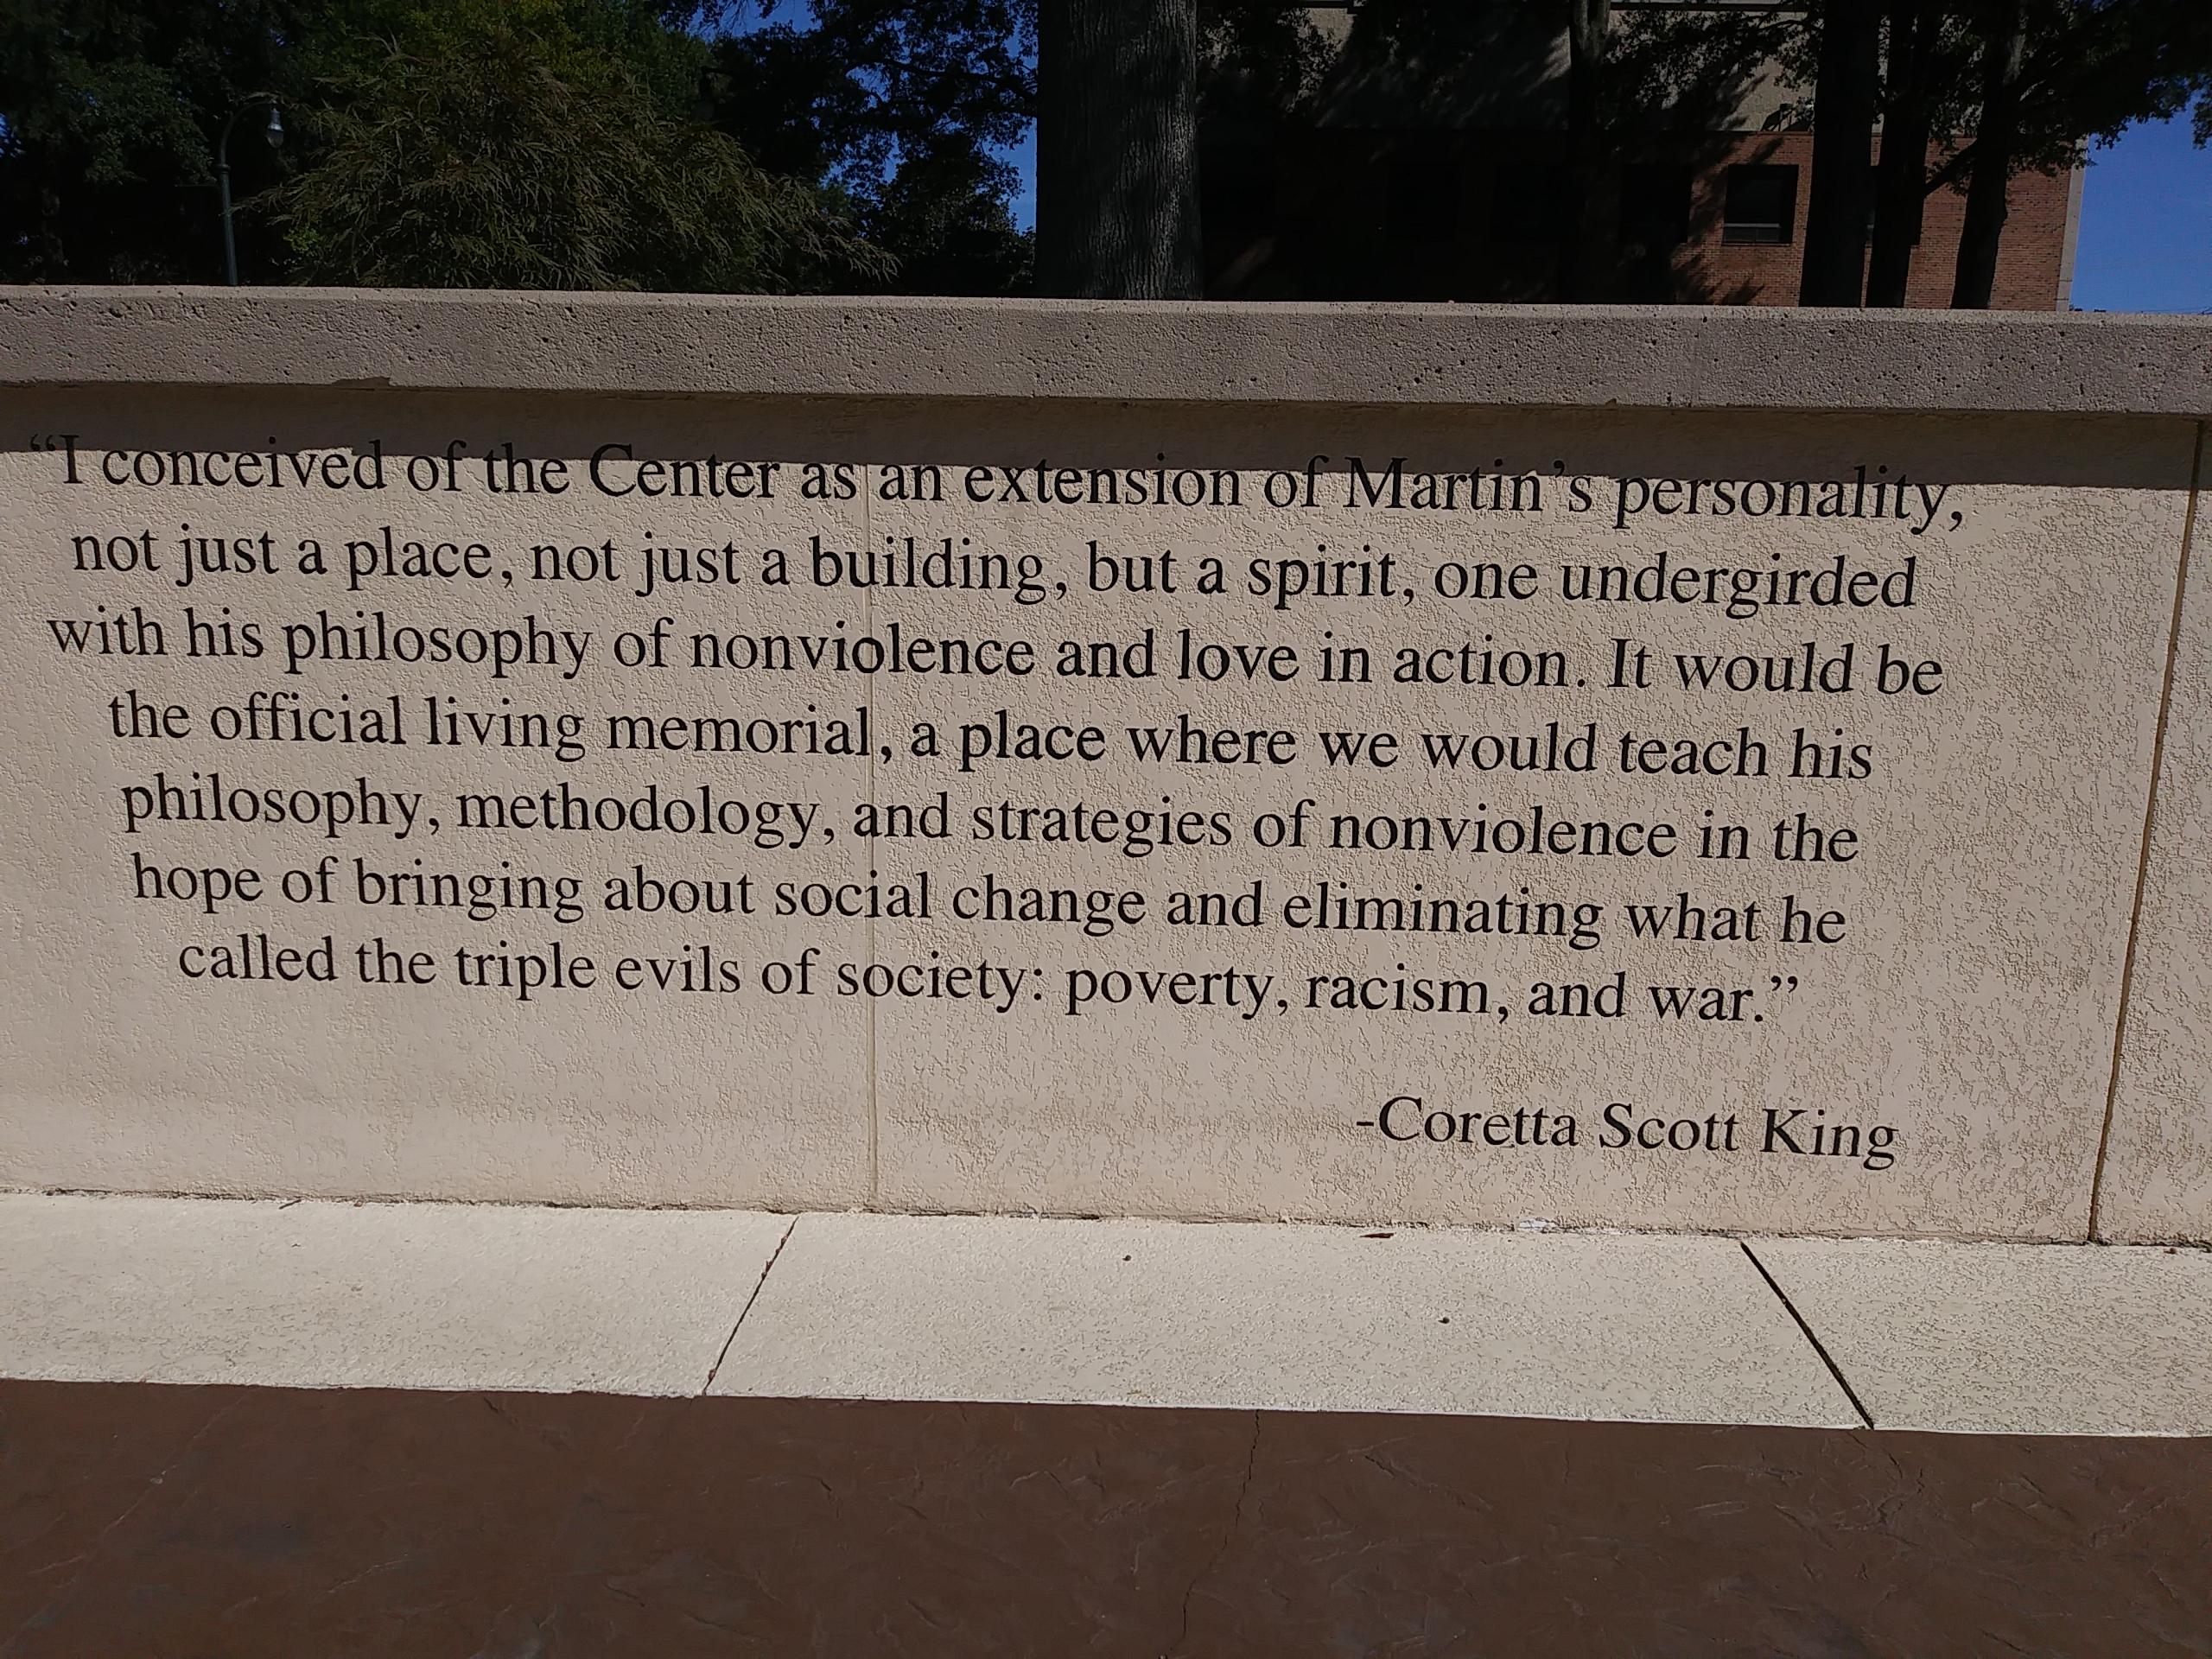 “I conceived of the Center as an extension of Martin’s personality,
not just a place, not just a building, but a spirit, one undergirded
with his philosophy of nonviolence and love in action. It would be
the official living memorial, a place where we would teach his
philosophy, methodology, and strategies of nonviolence in the
hope of bringing about social change and eliminating what he
called the triple evils of society: poverty, racism, and war.”
-Coretta Scott King